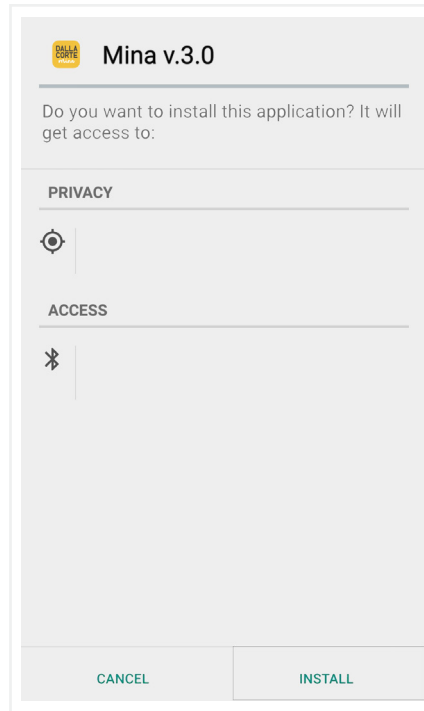 DALLA
CORTE
Mina v.3.0
Do you want to install this application? It will
get access to:
PRIVACY
ACCESS
CANCEL
INSTALL